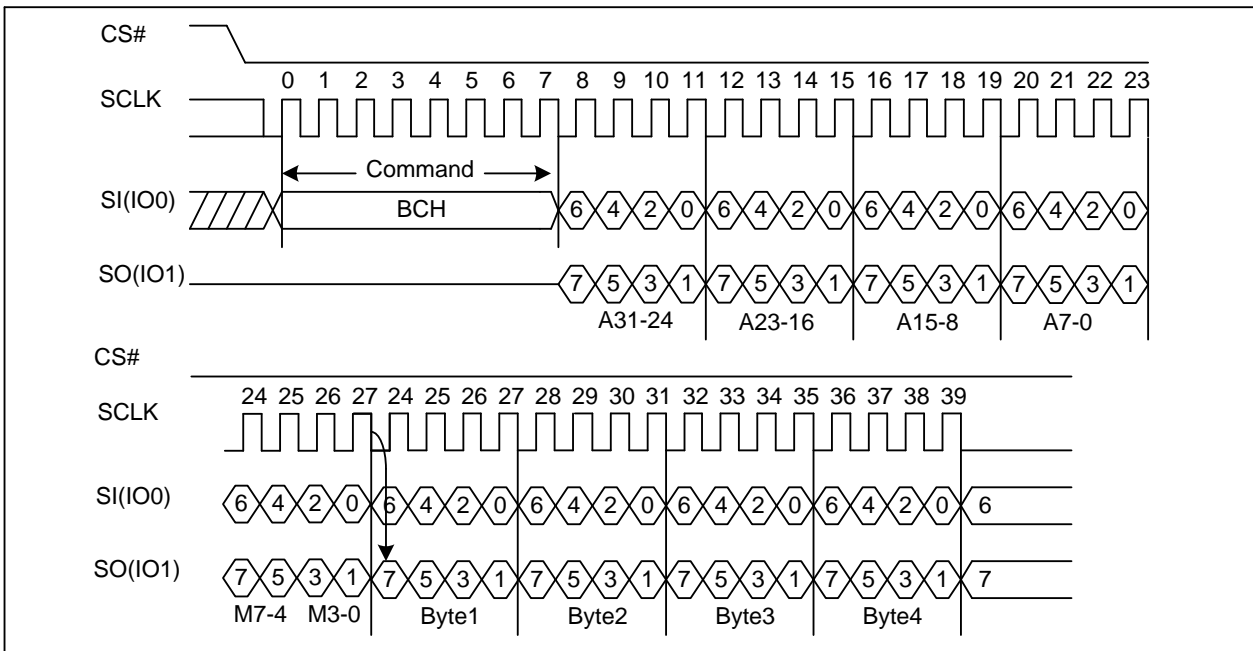 CS#
0 1 2 3 4 5 6 7 8 9 10 11 12 13 14 15 16 17 18 19 20 21 22 23
SCLK
Command
SI(IO0) BCH 6 4 2 0 6 4 2 0 6 4 2 0 6 4 2 0
SO(IO1) 7 5 3 1 7 5 3 1 7 5 3 1 7 5 3 1
A31-24 A23-16 A15-8 A7-0
CS#
24 25 26 27 24 25 26 27 28 29 30 31 32 33 34 35 36 37 38 39
SCLK
SI(IO0) 6 4 2 0 6 4 2 0 6 4 2 0 6 4 2 0 6 4 2 0 6
SO(IO1) 7 5 3 1 7 5 3 1 7 5 3 1 7 5 3 1 7 5 3 1 7
M7-4 M3-0 Byte1 Byte2 Byte3 Byte4